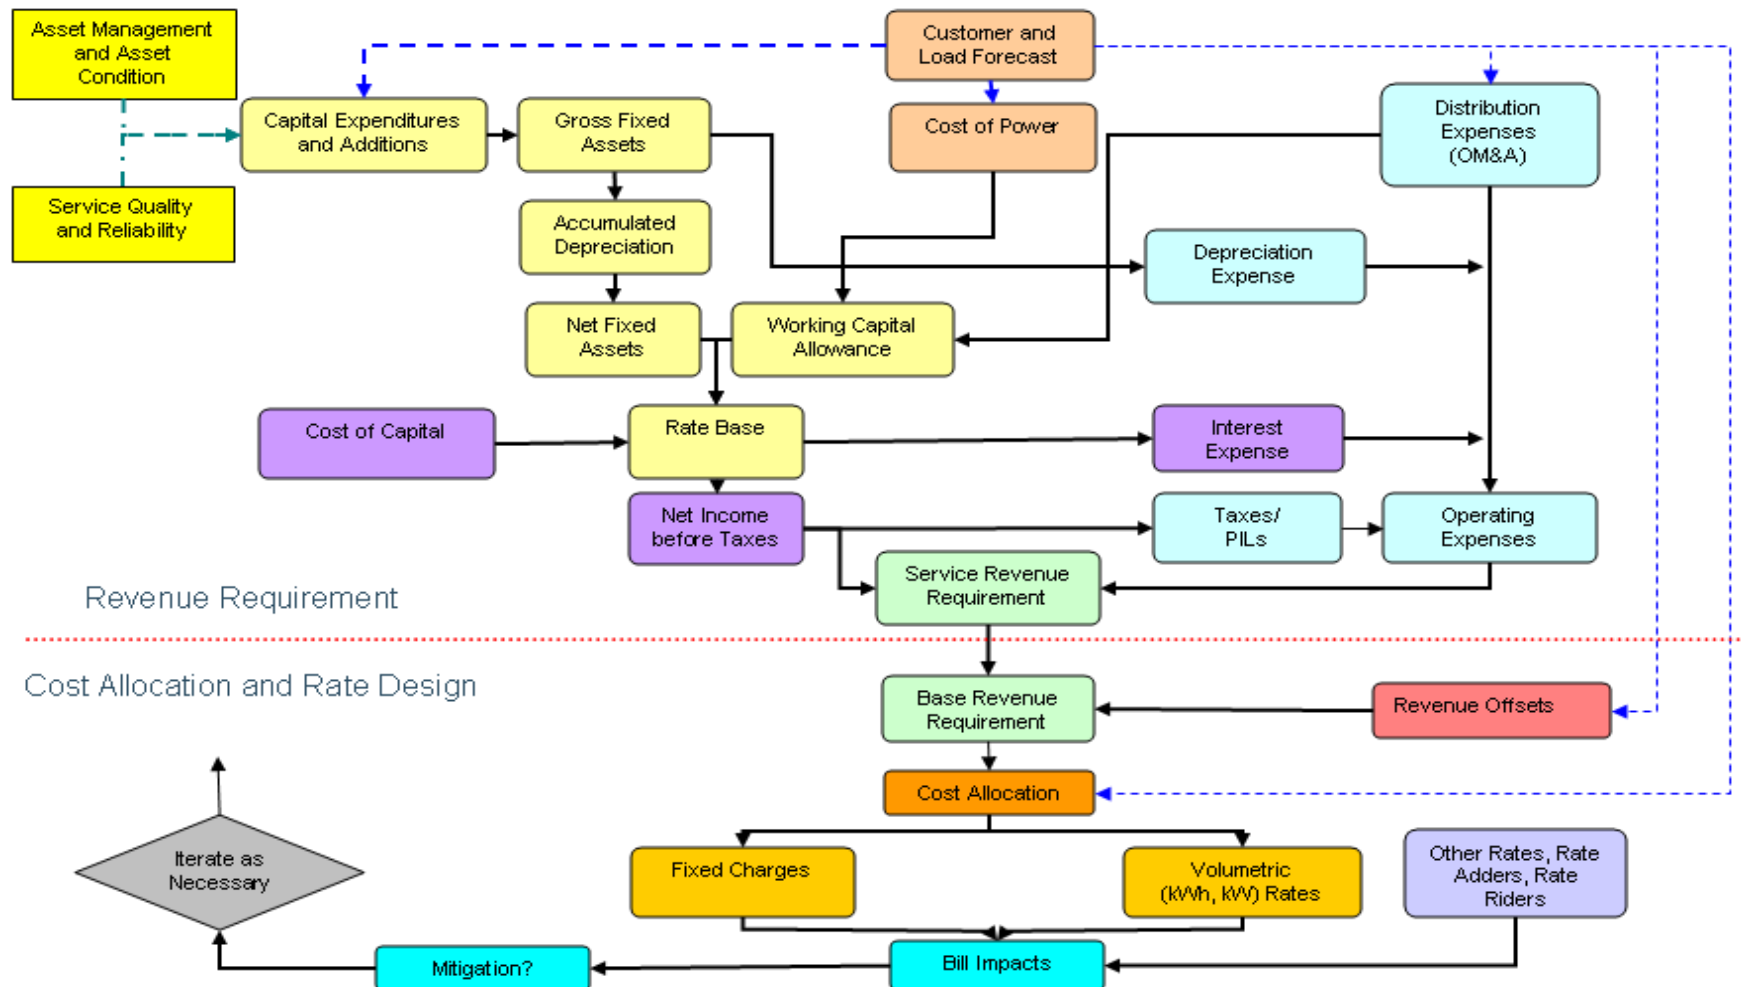 Asset Management
and Asset
Condition
Customer and
Load Forecast
Capital Expenditures
and Additions
Gross Fixed
Assets
Cost of Power
Distribution
Expenses
(OM&A)
Service Quality
and Reliability
Accumulated
Depreciation
Depreciation
Expense
Net Fixed
Assets
Working Capital
Allowance
Cost of Capital
Rate Base
Interest
Expense
Net Income
before Taxes
Taxes/
PILs
Operating
Expenses
Service Revenue
Requirement
Revenue Requirement
Cost Allocation and Rate Design
Base Revenue
Requirement
Revenue Offsets
Cost Allocation
Iterate as
Necessary
Fixed Charges
Volumetric
(kWh, kW) Rates
Other Rates, Rate
Adders, Rate
Riders
Mitigation?
Bill Impacts